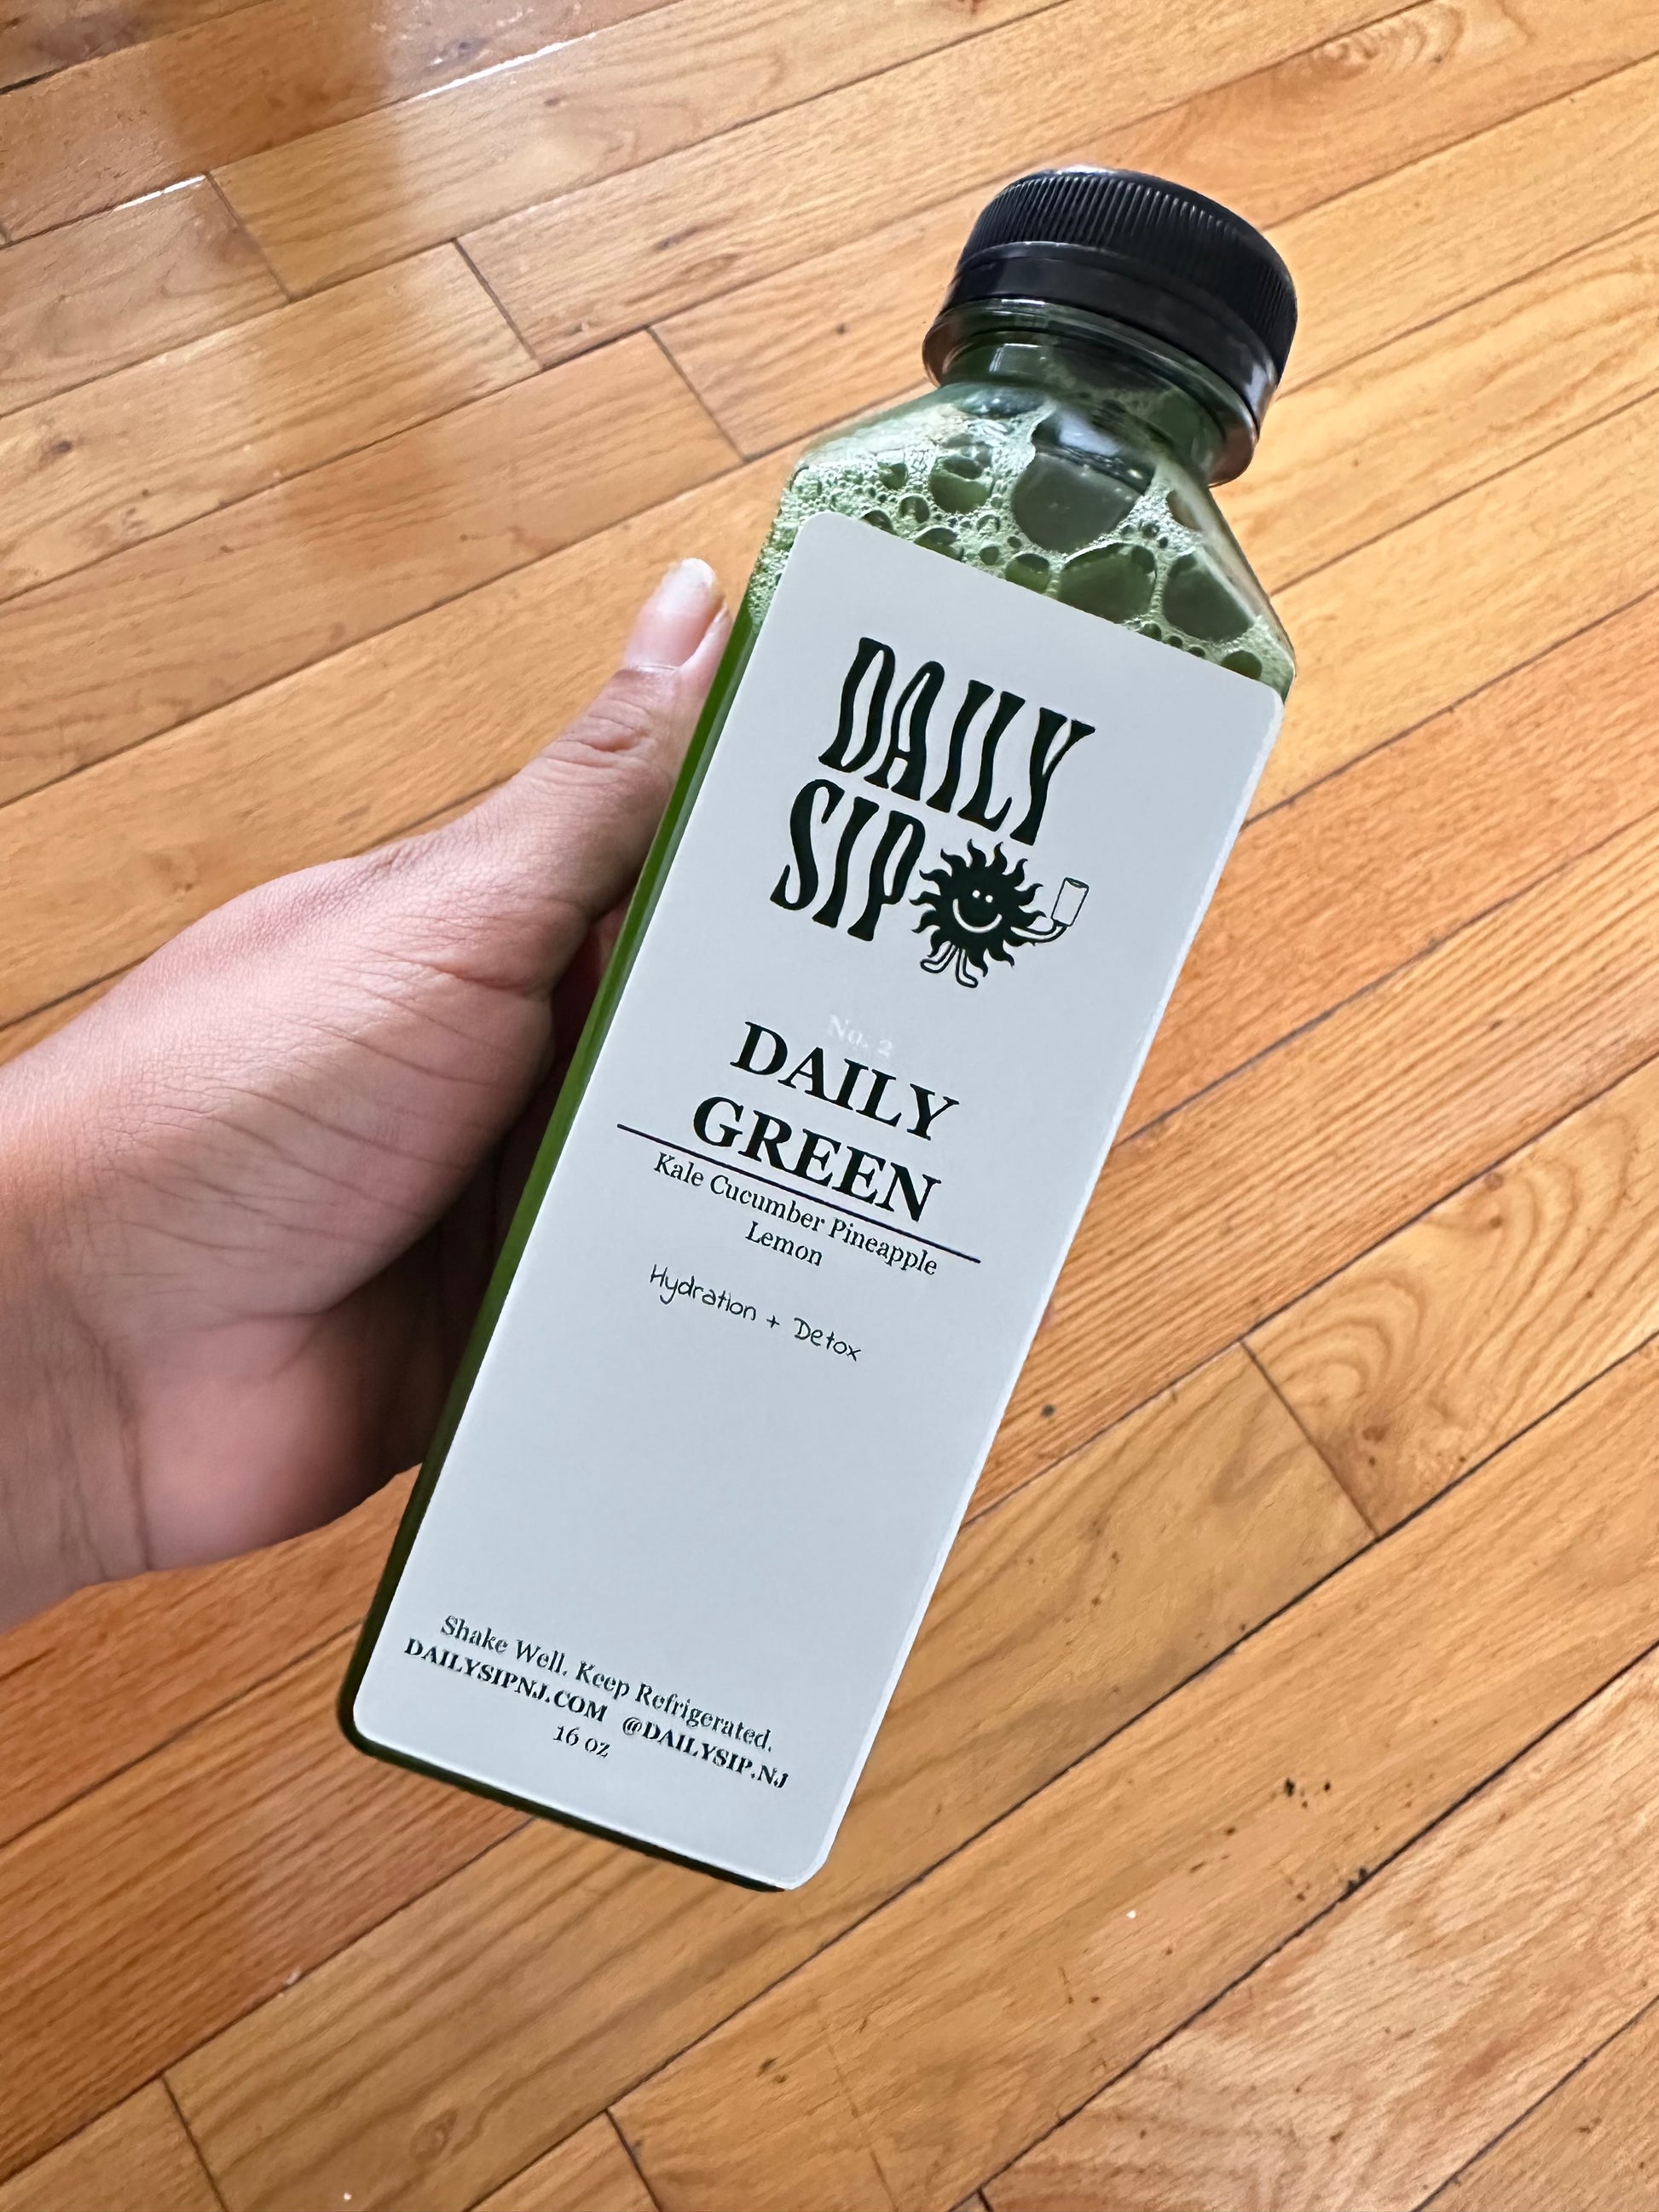 DAILY
SIP
No. 2
DAILY
GREEN
Kale Cucumber Pineapple
Lemon
Hydration + Detox
Shake Well. Keep Refrigerated.
DAILYSIPNJ.COM @DAILYSIP.NJ
16 oz